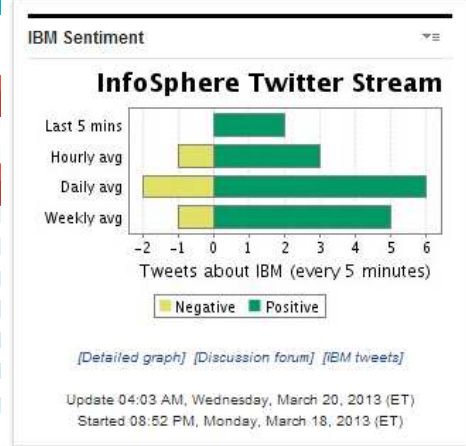 IBM Sentiment
InfoSphere Twitter Stream
Last 5 mins
Hourly avg
Daily avg
Weekly avg
-2 -1 0 1 2 3 4 5 6
Tweets about IBM (every 5 minutes)
Negative Positive
[Detailed graph] [Discussion forum] [IBM tweets]
Update 04:03 AM, Wednesday, March 20, 2013 (ET)
Started 08:52 PM, Monday, March 18, 2013 (ET)